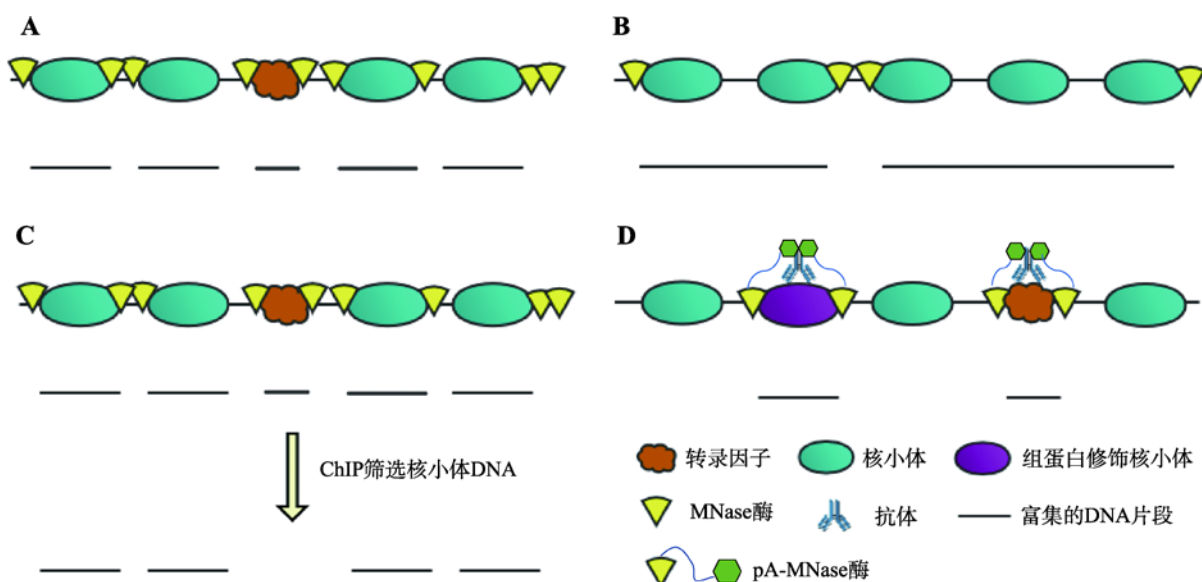 A
B
C
D
ChIP筛选核小体DNA
转录因子
核小体
组蛋白修饰核小体
MNase酶
抗体
富集的DNA片段
pA-MNase酶